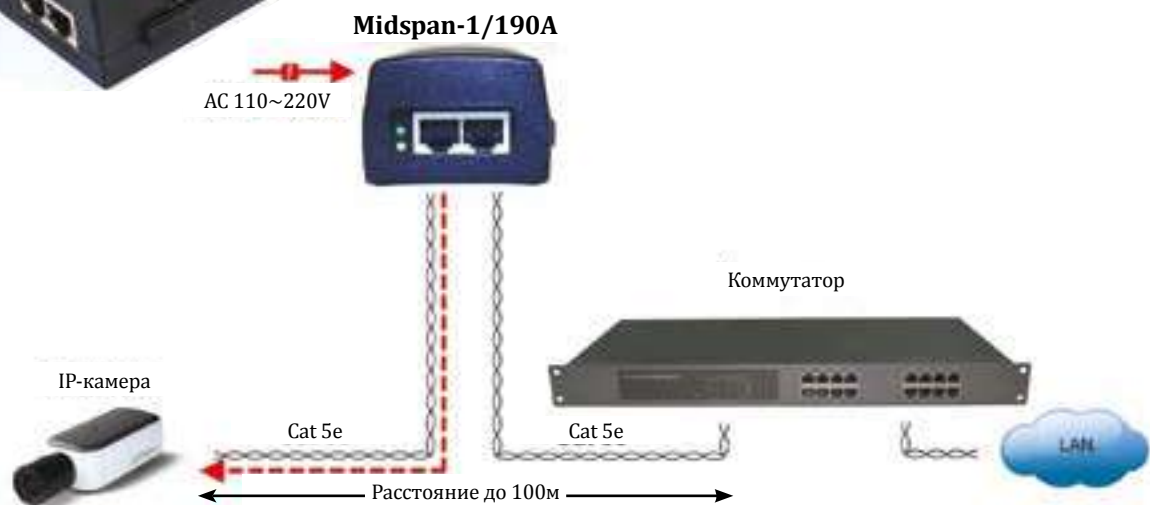 Midspan-1/190A
AC 110~220V
Коммутатор
IP-камера
Cat 5e
Cat 5e
LAN
Расстояние до 100м